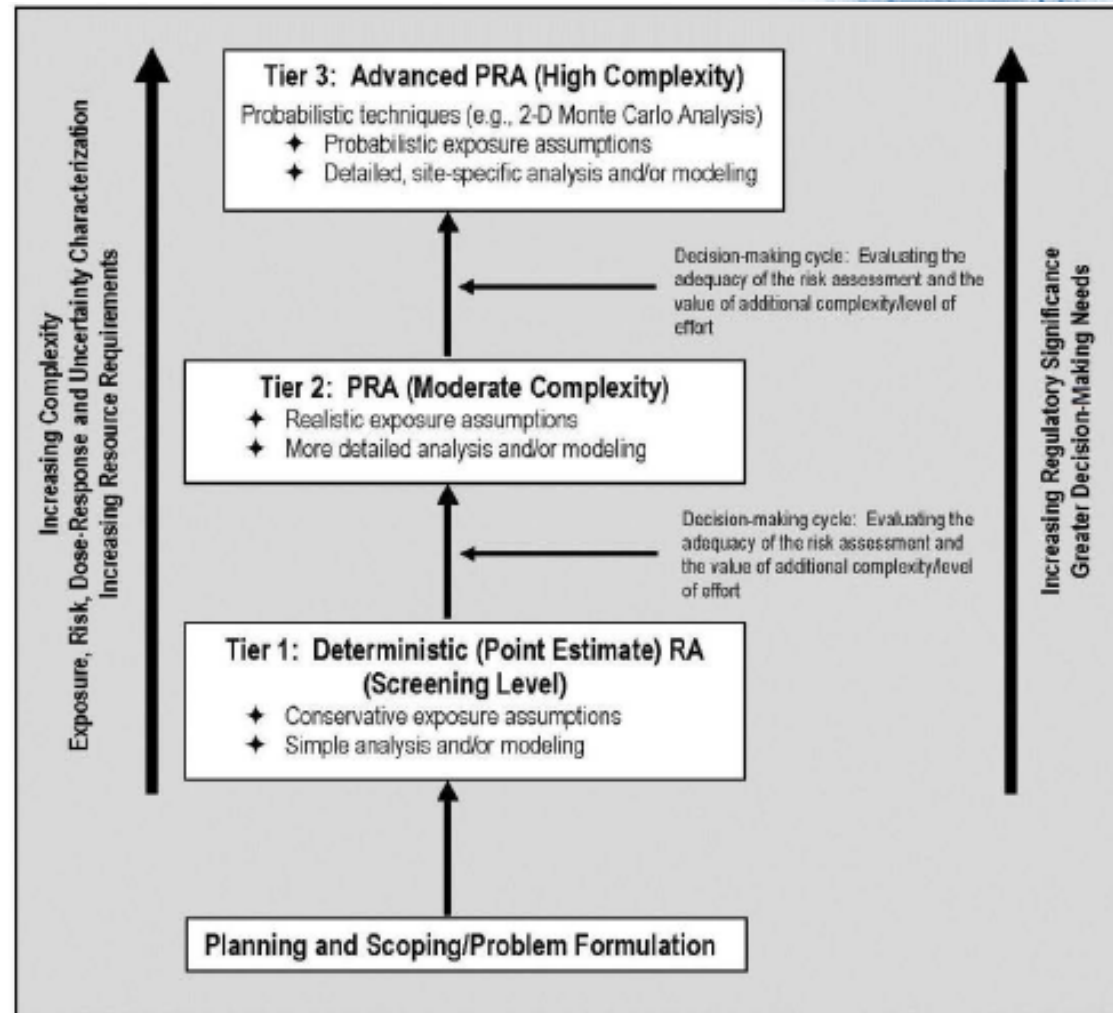 Tier 3: Advanced PRA (High Complexity)
Probabilistic techniques (e.g., 2-D Monte Carlo Analysis)
✦ Probabilistic exposure assumptions
✦ Detailed, site-specific analysis and/or modeling
Decision-making cycle: Evaluating the
adequacy of the risk assessment and the
value of additional complexity/level of
effort
Tier 2: PRA (Moderate Complexity)
✦ Realistic exposure assumptions
✦ More detailed analysis and/or modeling
Decision-making cycle: Evaluating the
adequacy of the risk assessment and
the value of additional complexity/level
of effort
Tier 1: Deterministic (Point Estimate) RA
(Screening Level)
✦ Conservative exposure assumptions
✦ Simple analysis and/or modeling
Planning and Scoping/Problem Formulation
Increasing Complexity
Exposure, Risk, Dose-Response and Uncertainty Characterization
Increasing Resource Requirements
Increasing Regulatory Significance
Greater Decision-Making Needs